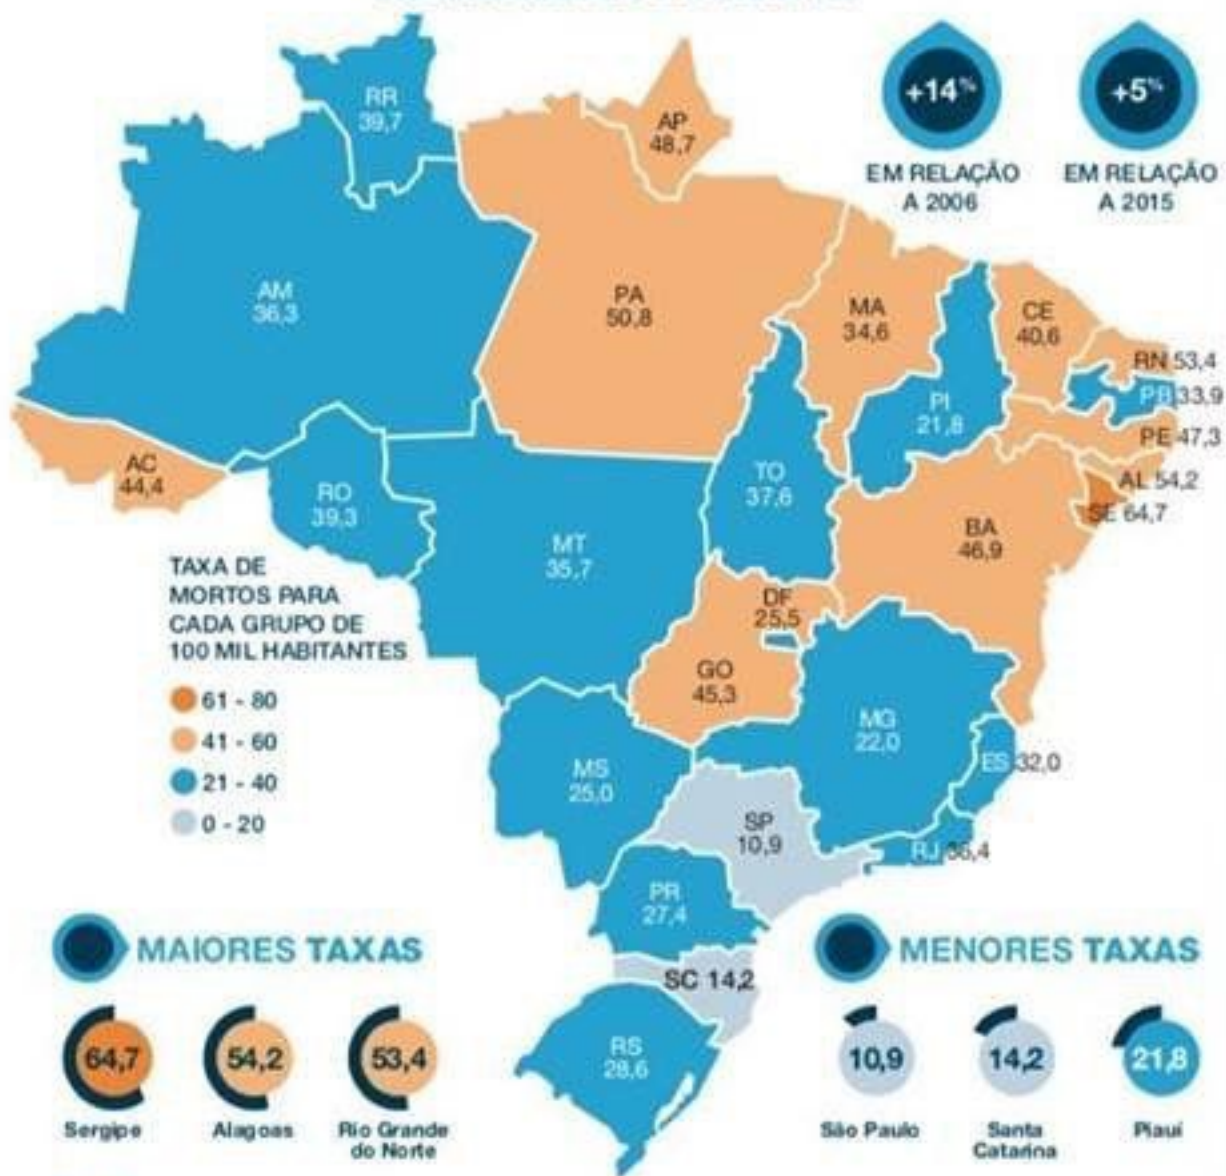 +14%
EM RELAÇÃO
A 2006
+5%
EM RELAÇÃO
A 2015
RR
39,7
AP
48,7
AM
36,3
PA
50,8
MA
34,6
CE
40,6
RN 53,4
PB 33,9
PI
21,8
PE 47,3
AC
44,4
RO
39,3
TO
37,6
AL 54,2
SE 64,7
BA
46,9
MT
35,7
DF
25,5
GO
45,3
MG
22,0
ES 32,0
MS
25,0
SP
10,9
RJ 36,4
PR
27,4
SC 14,2
RS
28,6
TAXA DE
MORTOS PARA
CADA GRUPO DE
100 MIL HABITANTES
61 - 80
41 - 60
21 - 40
0 - 20
MAIORES TAXAS
64,7
Sergipe
54,2
Alagoas
53,4
Rio Grande
do Norte
MENORES TAXAS
10,9
São Paulo
14,2
Santa
Catarina
21,8
Piauí